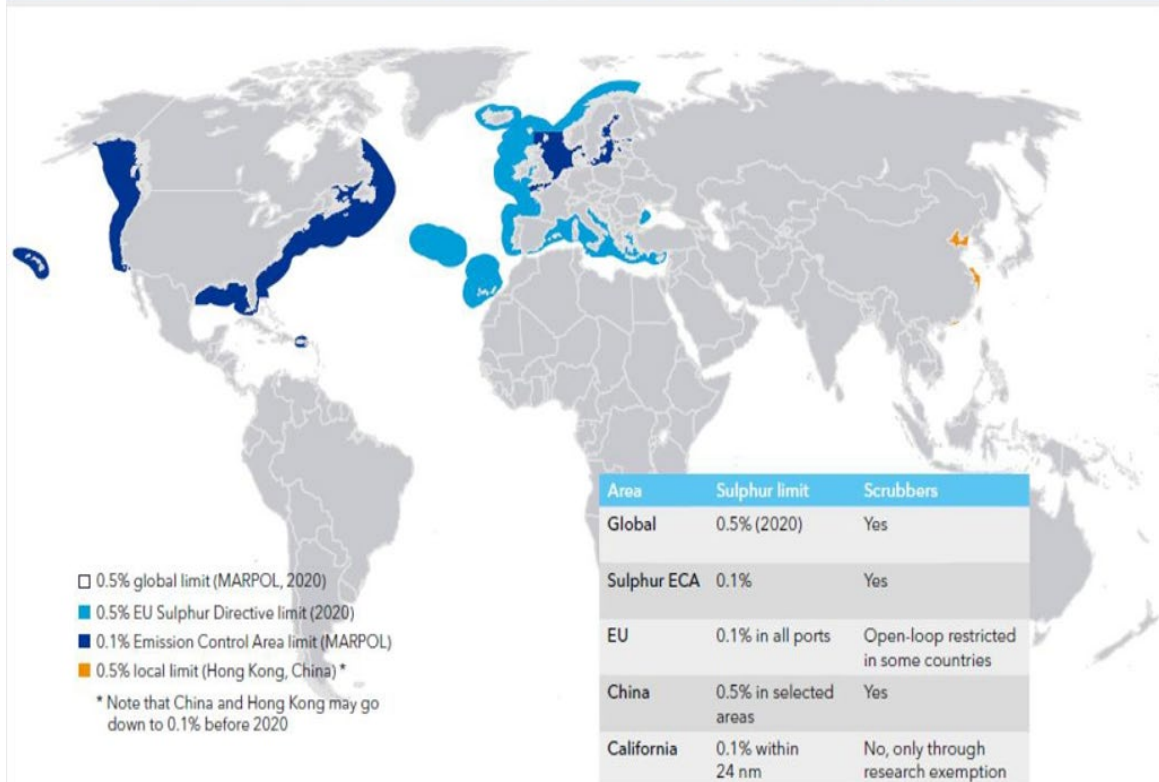 □ 0.5% global limit (MARPOL, 2020)
■ 0.5% EU Sulphur Directive limit (2020)
■ 0.1% Emission Control Area limit (MARPOL)
■ 0.5% local limit (Hong Kong, China) *
* Note that China and Hong Kong may go
down to 0.1% before 2020
Area Sulphur limit Scrubbers
Global 0.5% (2020) Yes
Sulphur ECA 0.1% Yes
EU 0.1% in all ports Open-loop restricted
in some countries
China 0.5% in selected Yes
areas
California 0.1% within No, only through
24 nm research exemption